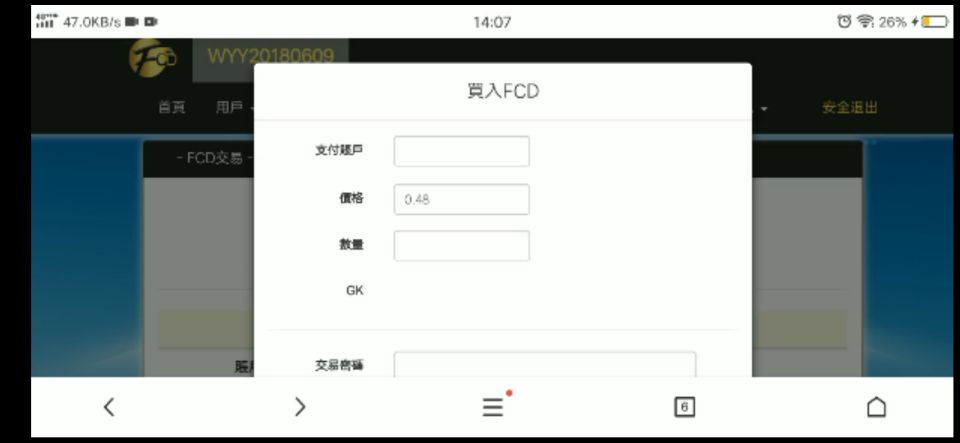 47.0KB/s
14:07
26%
FCD
WYY20180609
首頁
用戶
安全退出
- FCD交易 -
買入FCD
支付賬戶
價格
0.48
數量
GK
交易密碼
6